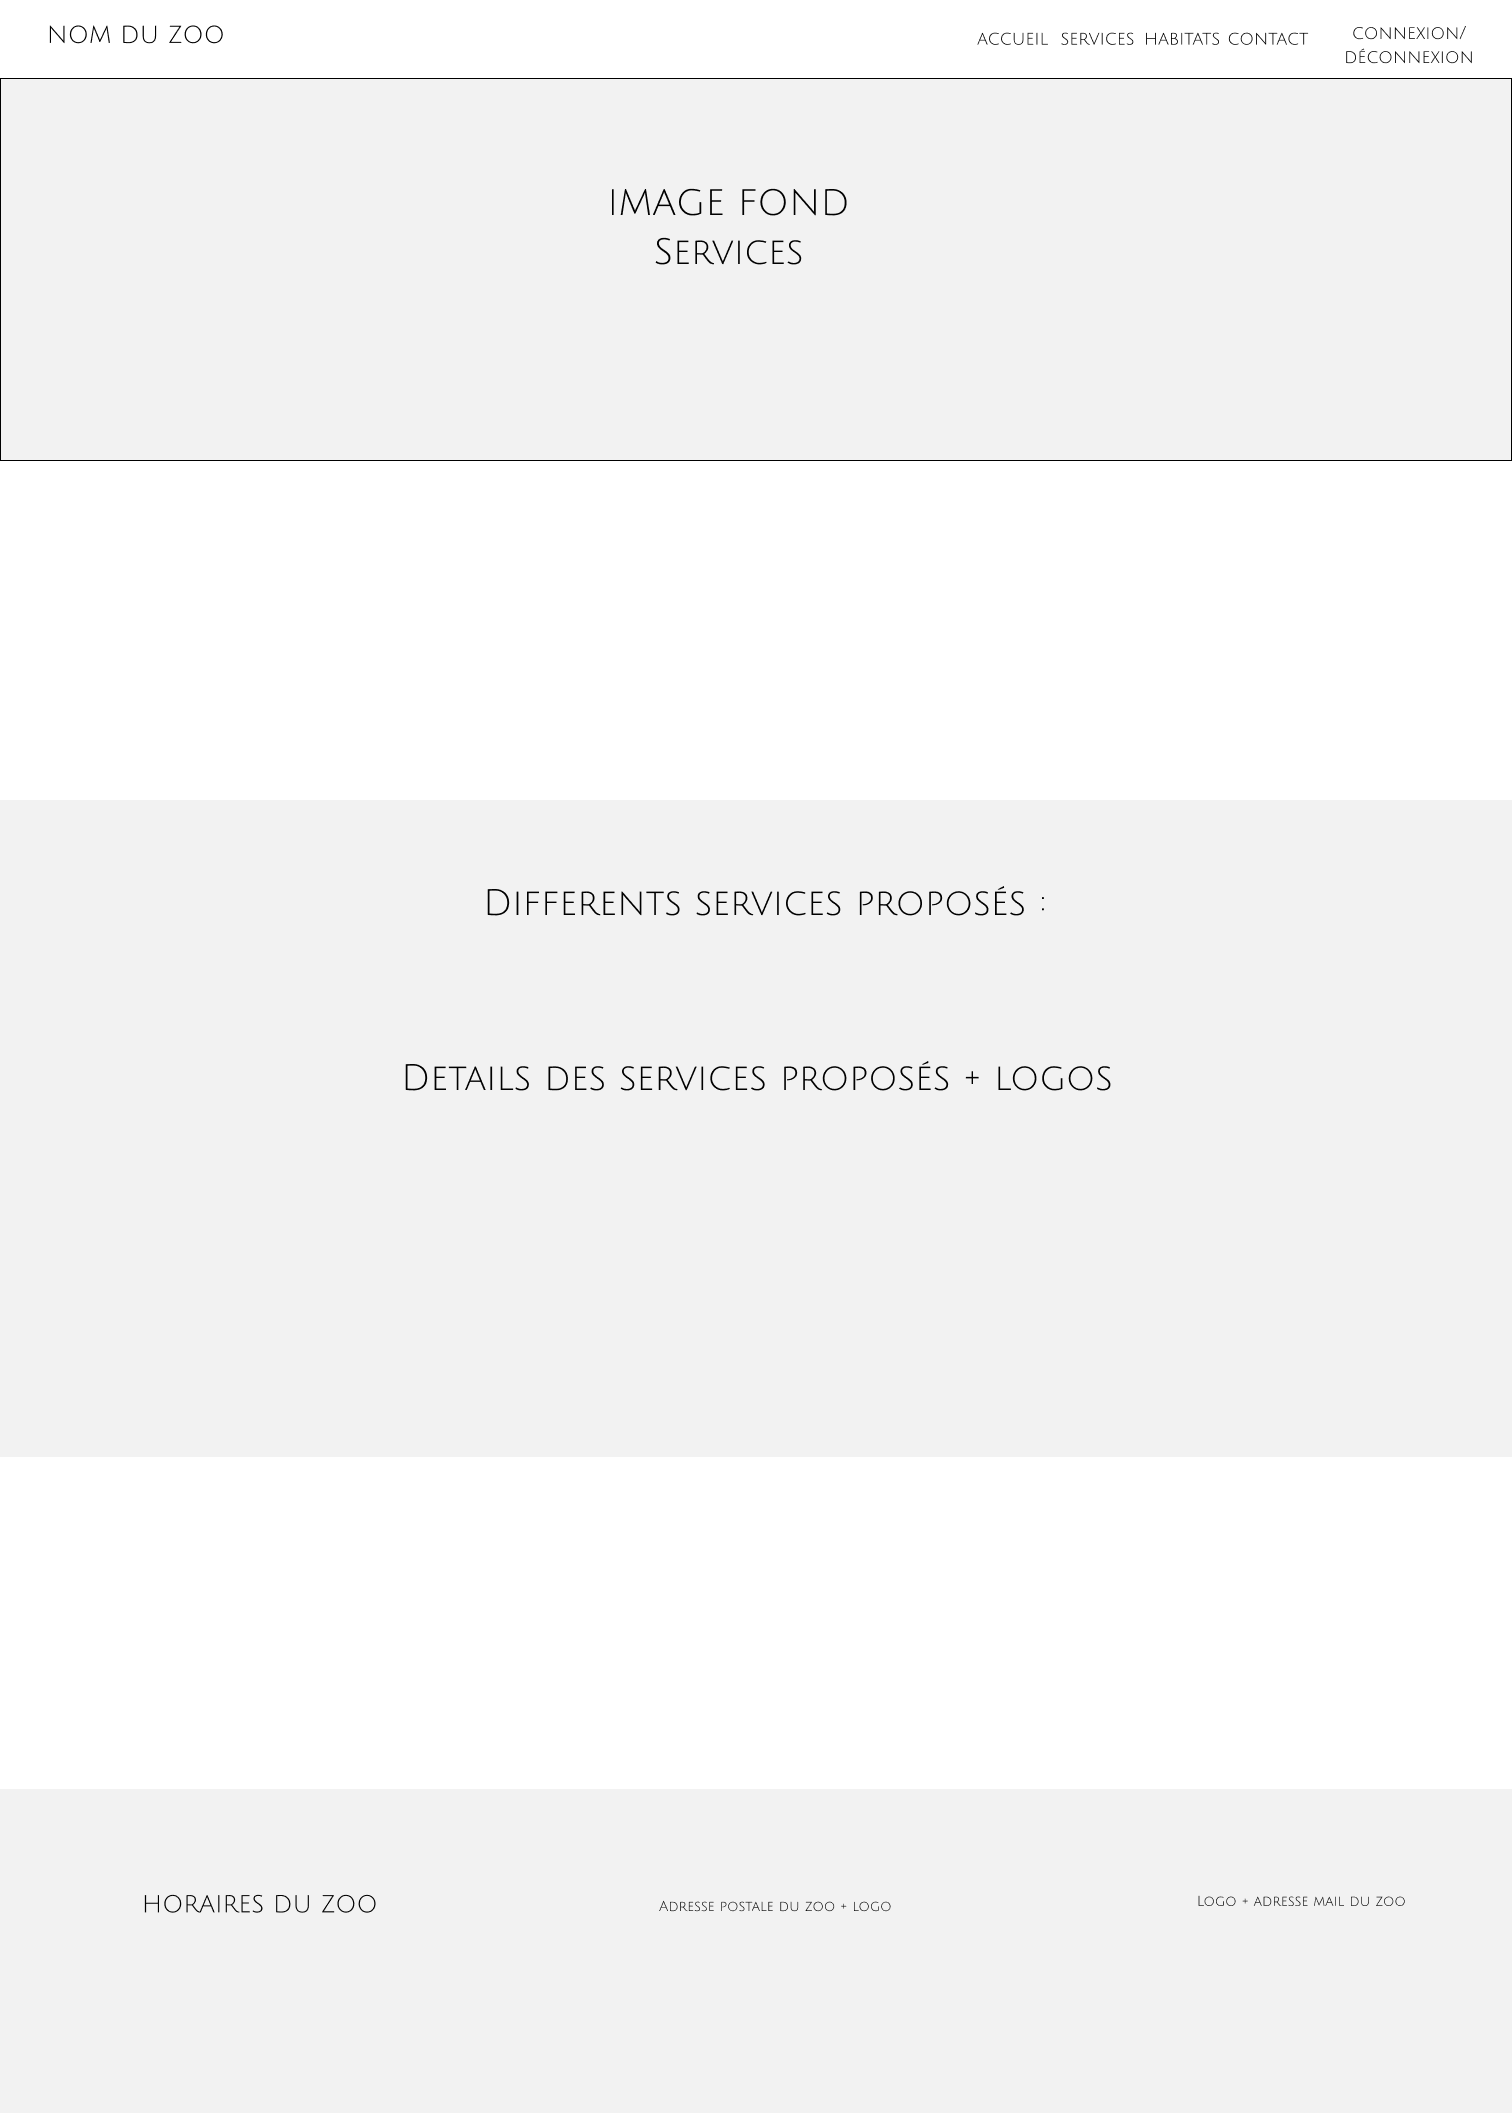 NOM DU ZOO
ACCUEIL SERVICES HABITATS CONTACT
CONNEXION/
DÉCONNEXION
IMAGE FOND
Services
Differents services proposés :
Details des services proposés + logos
HORAIRES DU ZOO
Adresse postale du zoo + logo
Logo + adresse mail du zoo